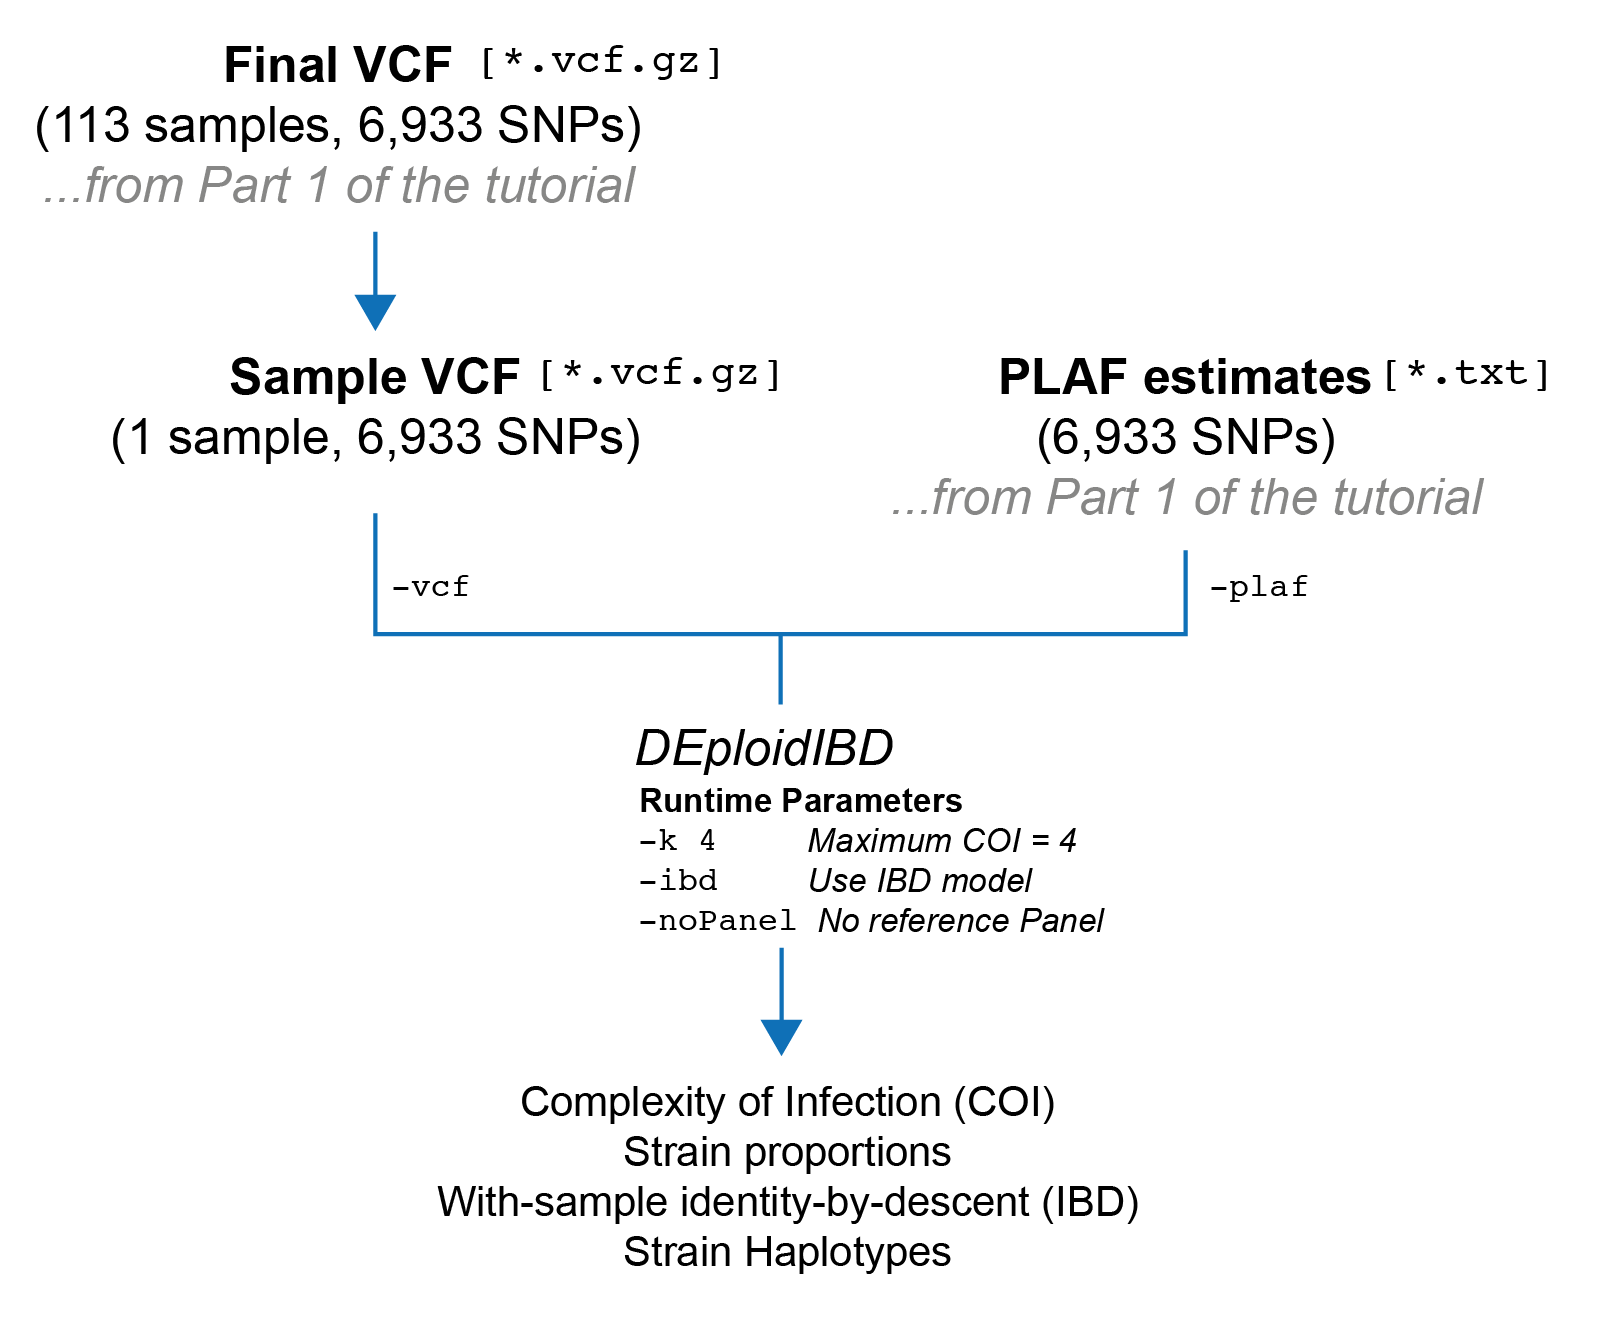 Final VCF [*.vcf.gz]
(113 samples, 6,933 SNPs)
...from Part 1 of the tutorial
Sample VCF [*.vcf.gz]
(1 sample, 6,933 SNPs)
PLAF estimates [*.txt]
(6,933 SNPs)
...from Part 1 of the tutorial
-vcf
-plaf
DEploidIBD
Runtime Parameters
-k 4 Maximum COI = 4
-ibd Use IBD model
-noPanel No reference Panel
Complexity of Infection (COI)
Strain proportions
With-sample identity-by-descent (IBD)
Strain Haplotypes